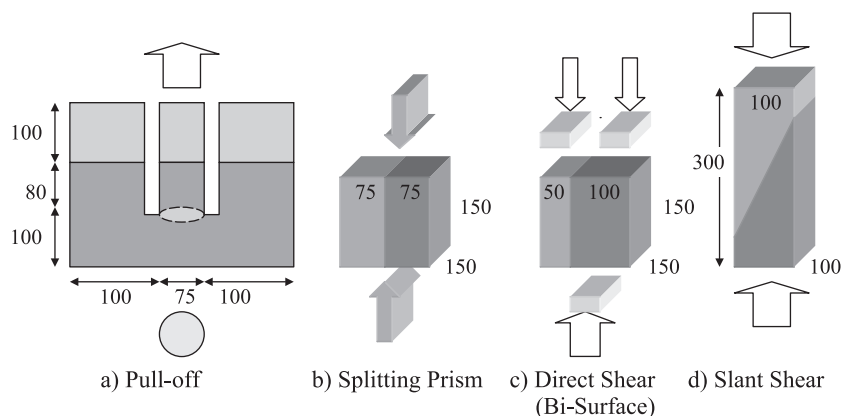 100
80
100
100 75 100
a) Pull-off
75 75
150
150
b) Splitting Prism
50 100
150
150
c) Direct Shear
(Bi-Surface)
100
300
100
d) Slant Shear